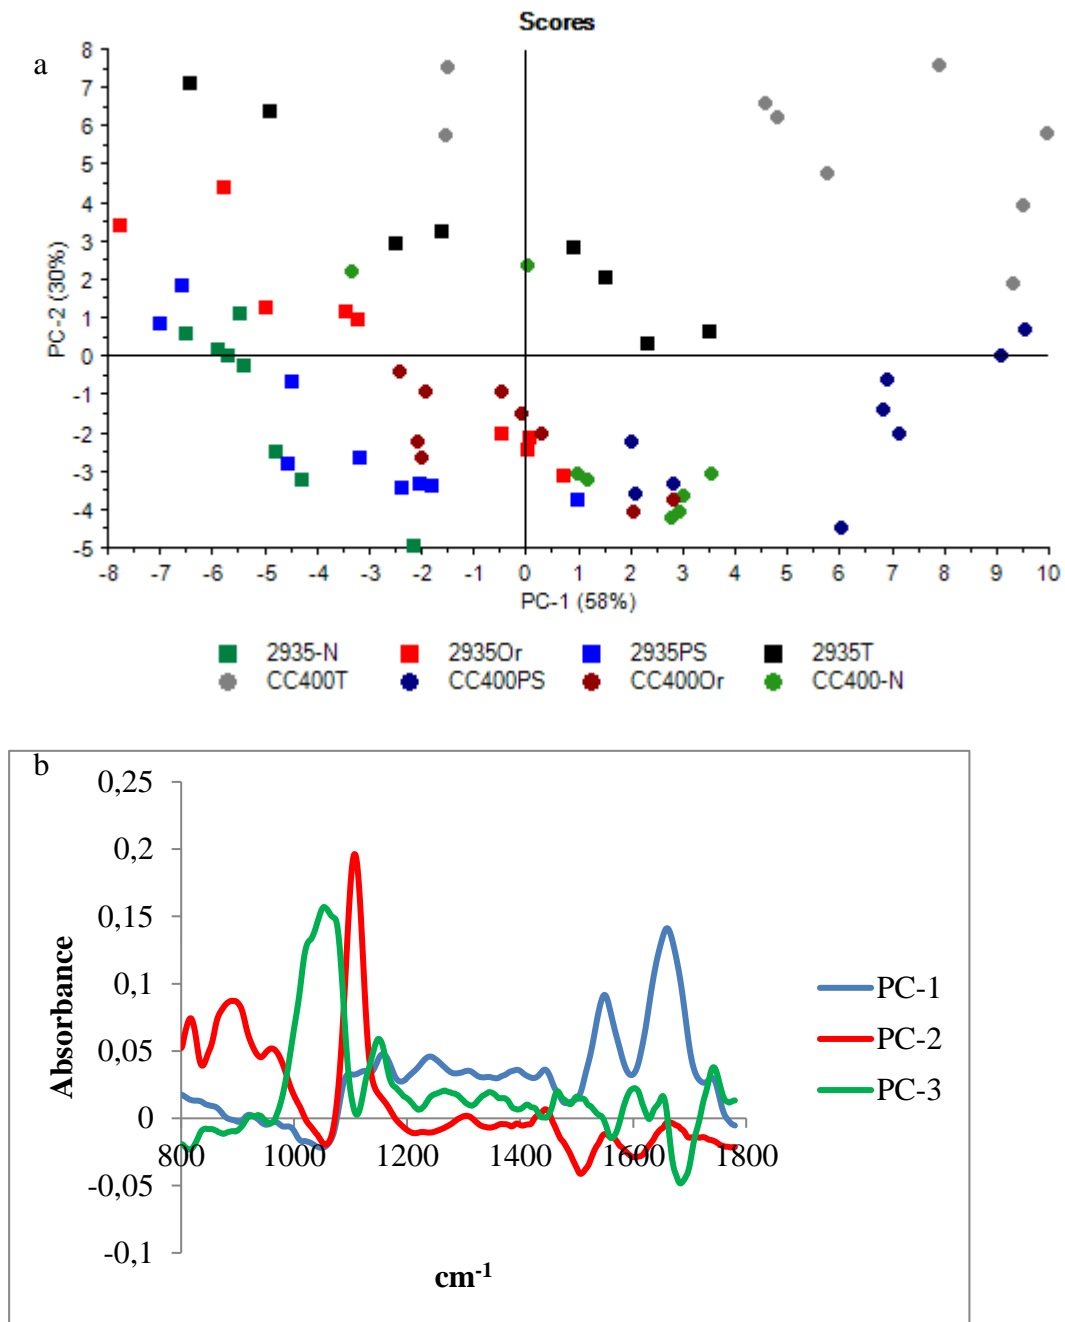 Scores
a
8
7
6
5
4
3
2
1
0
-1
-2
-3
-4
-5
PC-2 (30%)
-8 -7 -6 -5 -4 -3 -2 -1 0 1 2 3 4 5 6 7 8 9 10
PC-1 (58%)
2935-N 2935Or 2935PS 2935T
CC400T CC400PS CC400Or CC400-N
b
0,25
0,2
0,15
0,1
0,05
0
-0,05
-0,1
Absorbance
800 1000 1200 1400 1600 1800
cm-1
PC-1
PC-2
PC-3